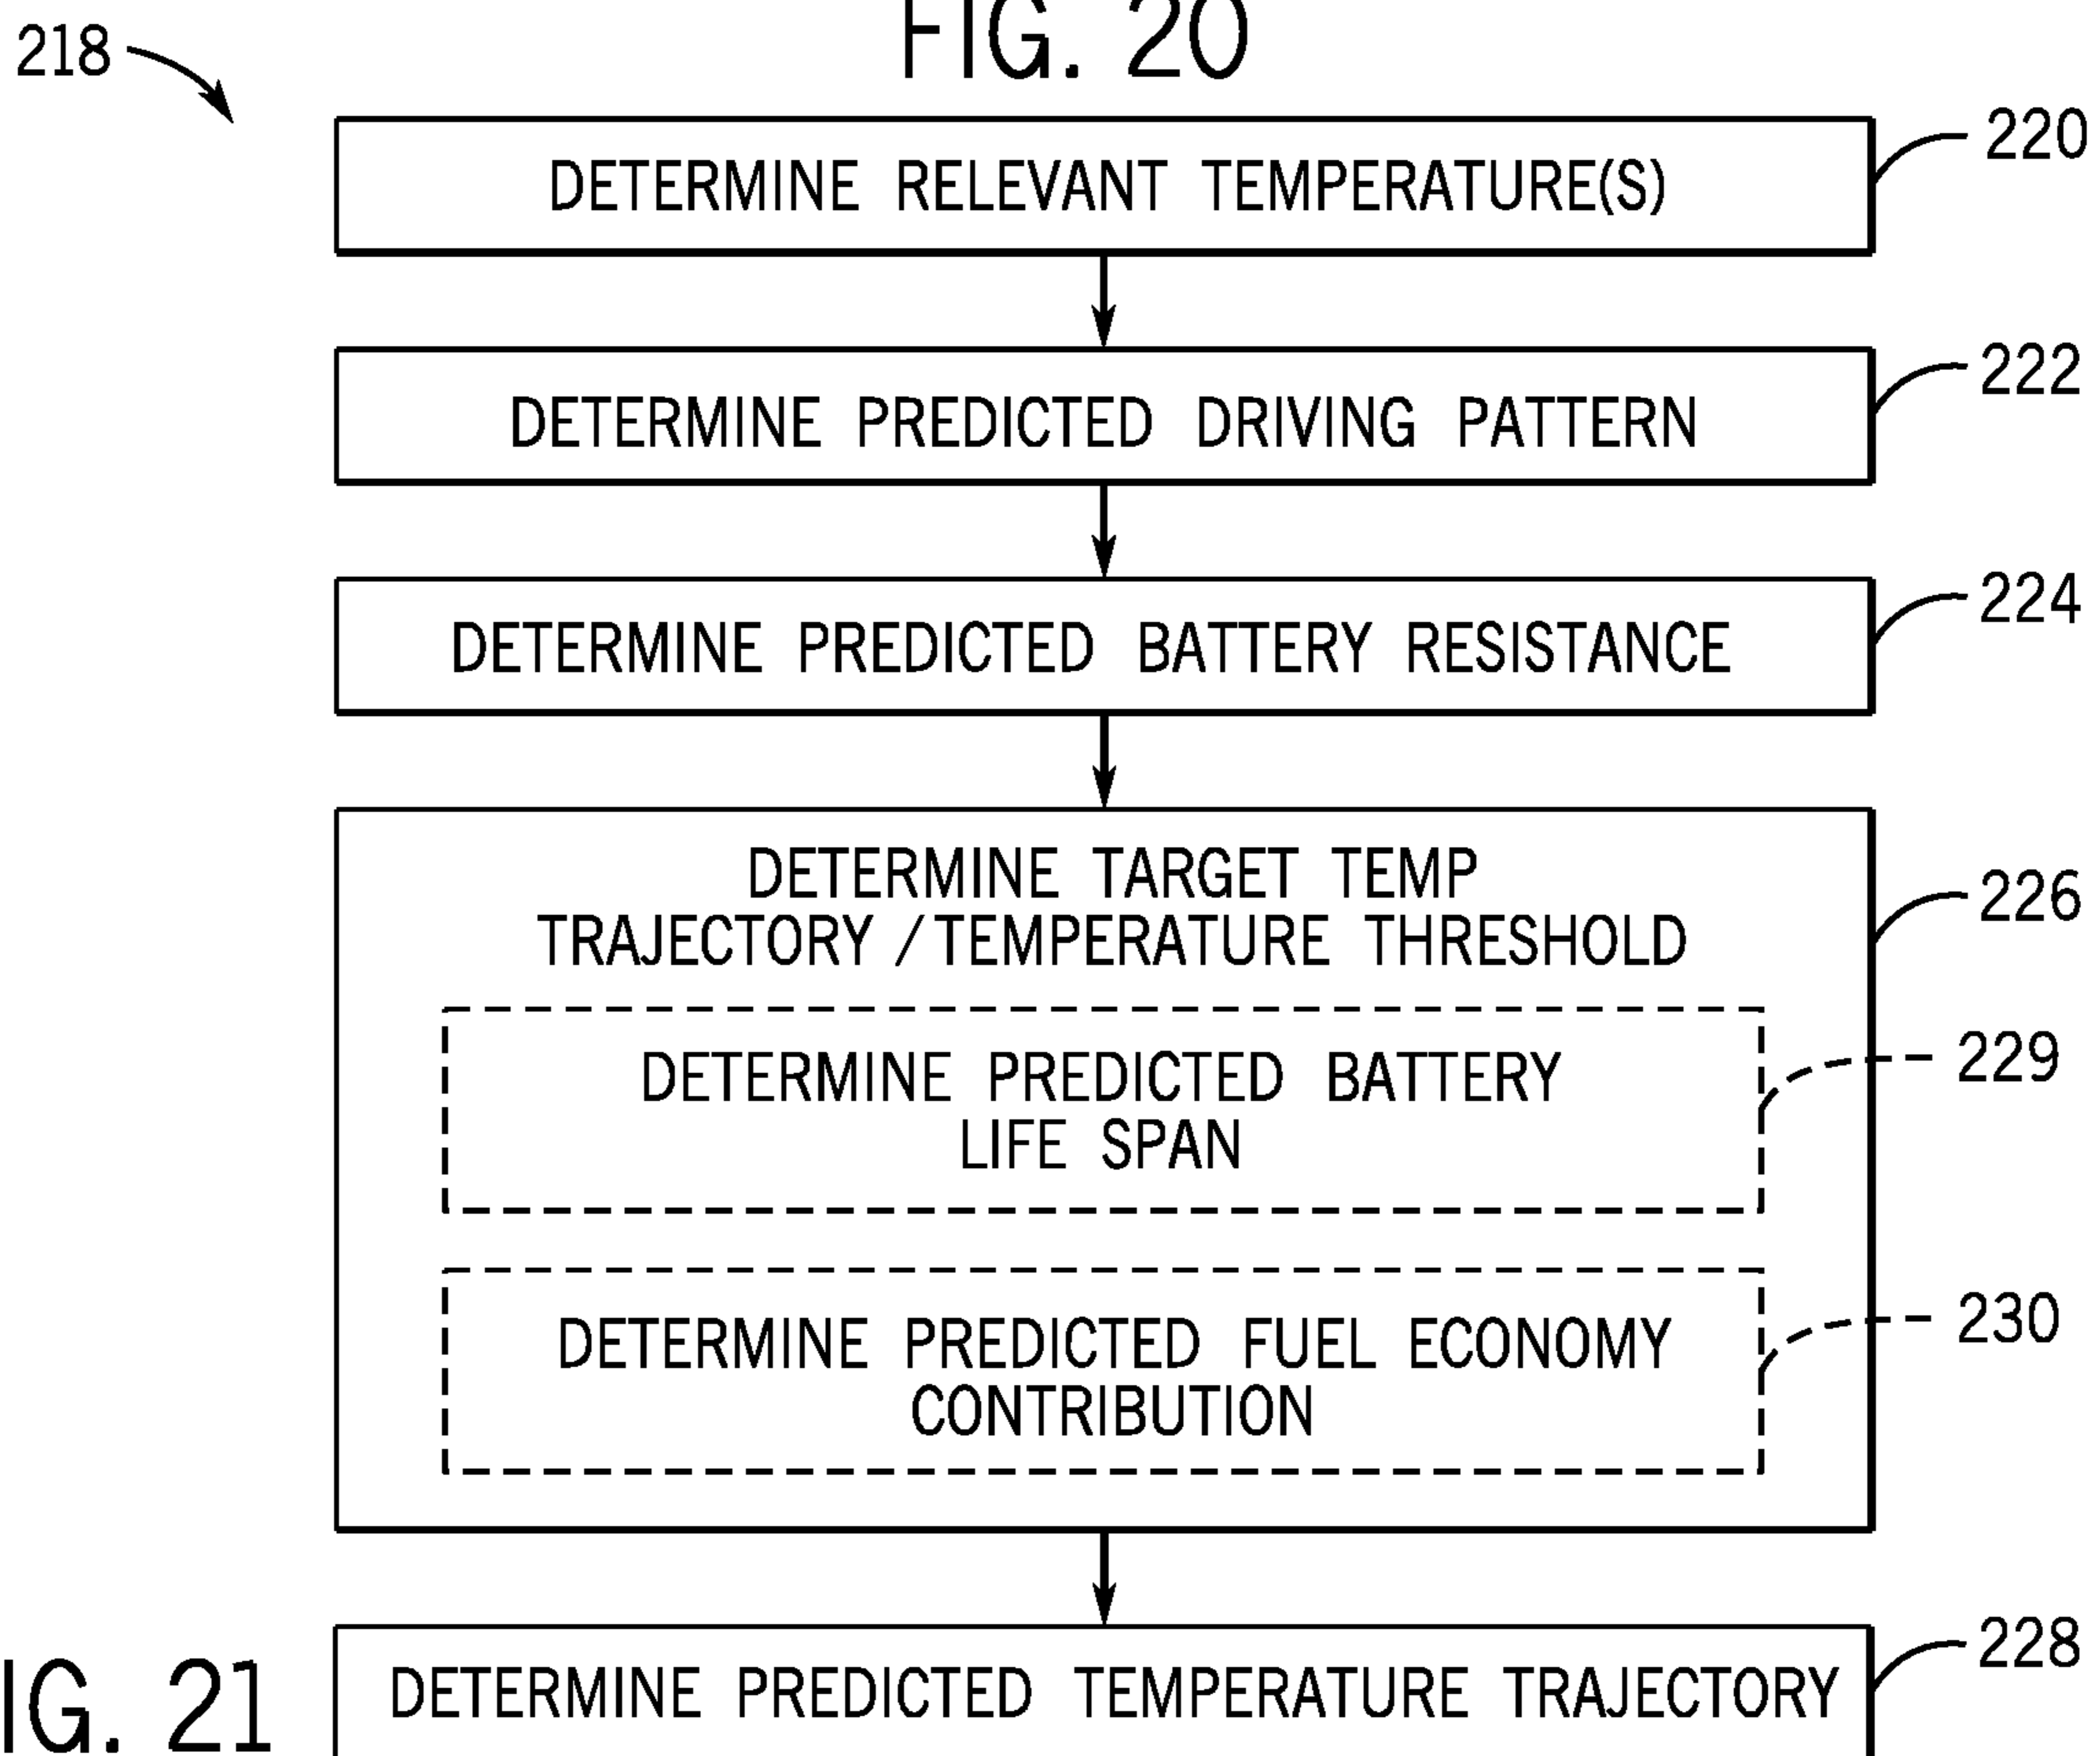 FIG. 20
218
DETERMINE RELEVANT TEMPERATURE(S)
220
DETERMINE PREDICTED DRIVING PATTERN
222
DETERMINE PREDICTED BATTERY RESISTANCE
224
DETERMINE TARGET TEMP
TRAJECTORY/TEMPERATURE THRESHOLD
226
DETERMINE PREDICTED BATTERY
LIFE SPAN
229
DETERMINE PREDICTED FUEL ECONOMY
CONTRIBUTION
230
DETERMINE PREDICTED TEMPERATURE TRAJECTORY
228
IG. 21